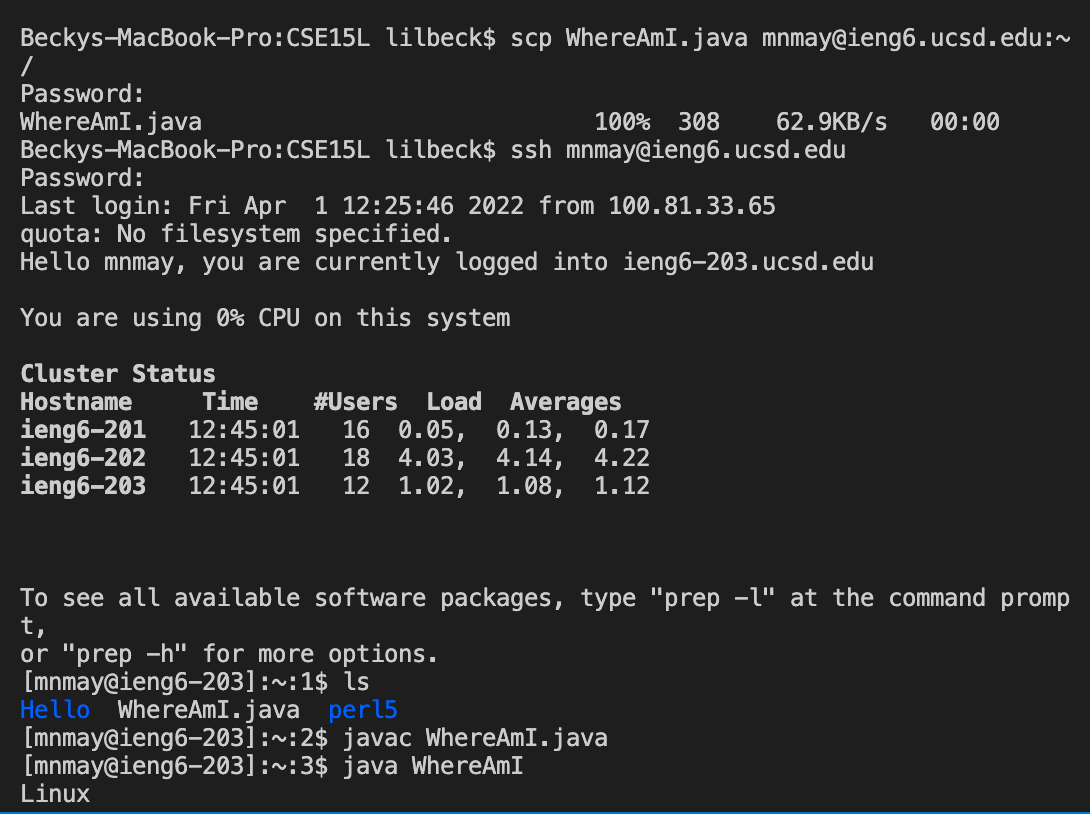 Beckys-MacBook-Pro:CSE15L lilbeck$ scp WhereAmI.java mnmay@ieng6.ucsd.edu:~
/
Password:
WhereAmI.java                            100%  308    62.9KB/s   00:00
Beckys-MacBook-Pro:CSE15L lilbeck$ ssh mnmay@ieng6.ucsd.edu
Password:
Last login: Fri Apr  1 12:25:46 2022 from 100.81.33.65
quota: No filesystem specified.
Hello mnmay, you are currently logged into ieng6-203.ucsd.edu

You are using 0% CPU on this system

Cluster Status
Hostname     Time    #Users  Load  Averages
ieng6-201   12:45:01   16  0.05,  0.13,  0.17
ieng6-202   12:45:01   18  4.03,  4.14,  4.22
ieng6-203   12:45:01   12  1.02,  1.08,  1.12

To see all available software packages, type "prep -l" at the command promp
t,
or "prep -h" for more options.
[mnmay@ieng6-203]:~:1$ ls
Hello  WhereAmI.java  perl5
[mnmay@ieng6-203]:~:2$ javac WhereAmI.java
[mnmay@ieng6-203]:~:3$ java WhereAmI
Linux